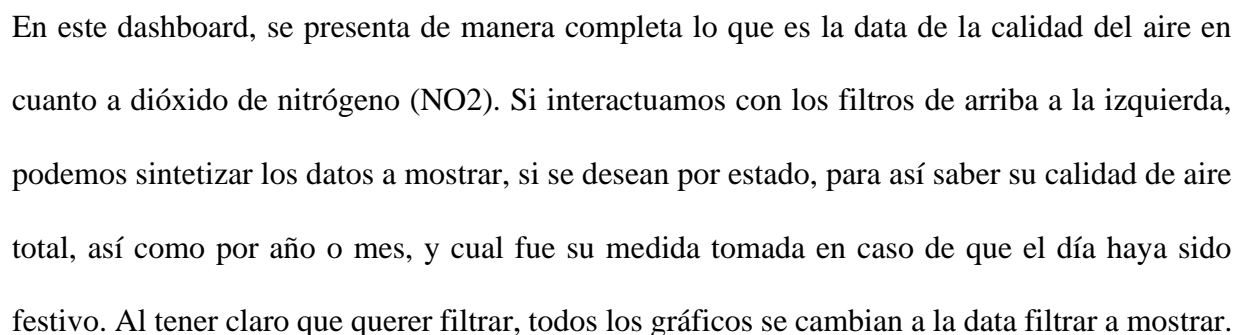 En este dashboard, se presenta de manera completa lo que es la data de la calidad del aire en
cuanto a dióxido de nitrógeno (NO2). Si interactuamos con los filtros de arriba a la izquierda,
podemos sintetizar los datos a mostrar, si se desean por estado, para así saber su calidad de aire
total, así como por año o mes, y cual fue su medida tomada en caso de que el día haya sido
festivo. Al tener claro que querer filtrar, todos los gráficos se cambian a la data filtrar a mostrar.